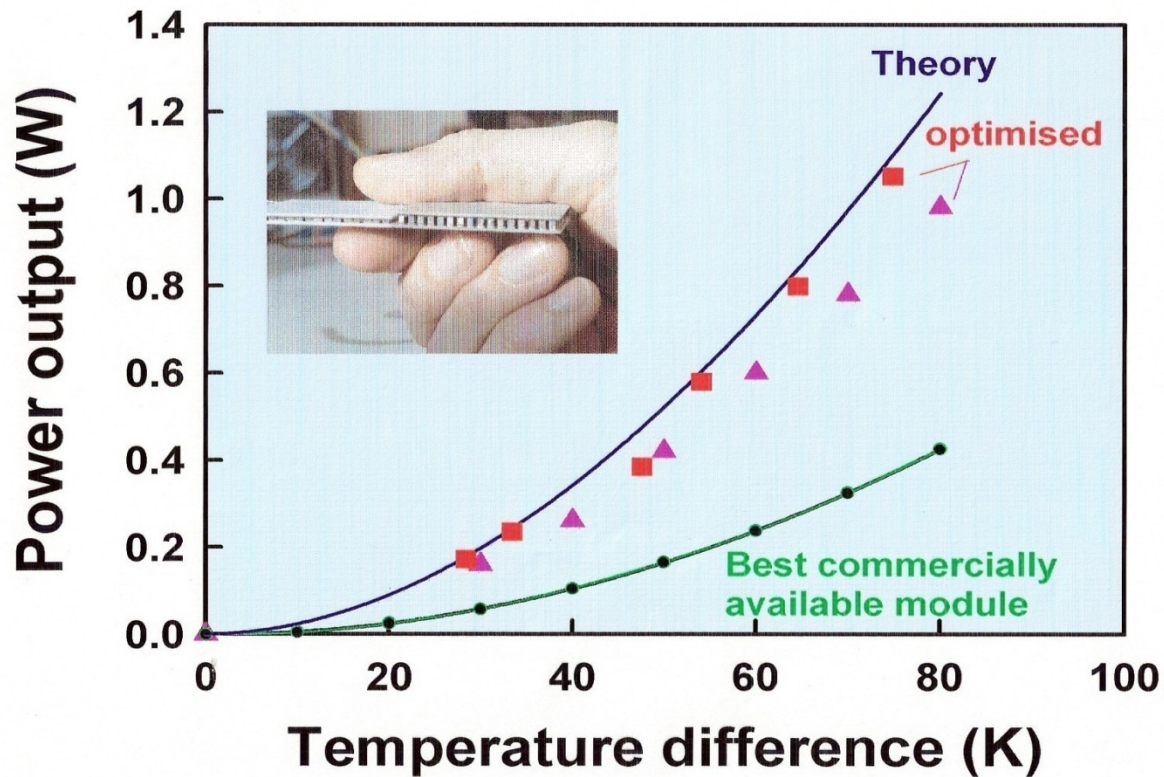 1.4
1.2
1.0
0.8
0.6
0.4
0.2
0.0
Power output (W)
Theory
optimised
Best commercially
available module
0
20
40
60
80
100
Temperature difference (K)